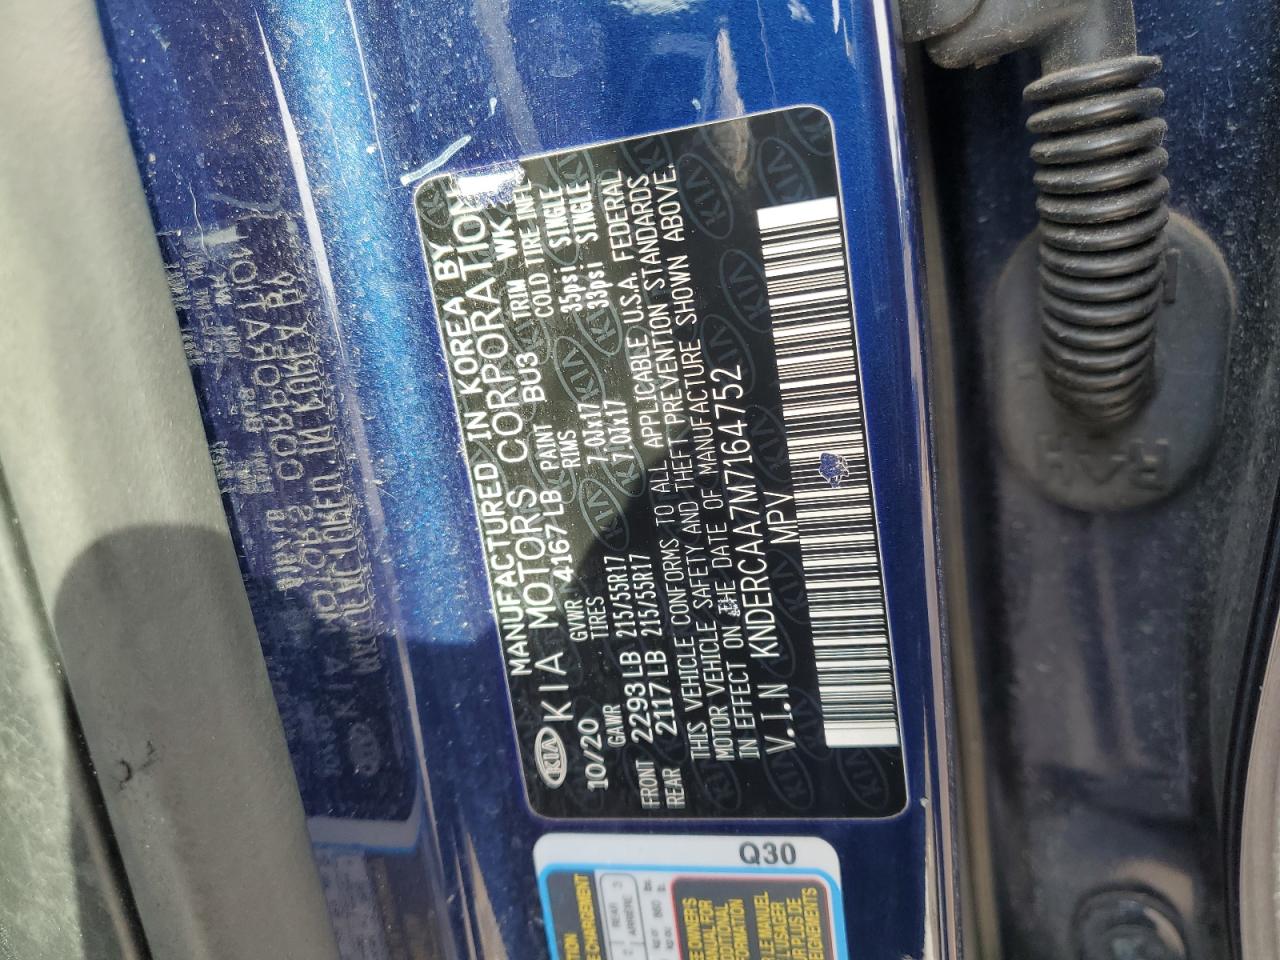 MANUFACTURED IN KOREA BY
KIA KIA MOTORS CORPORATION
10/20 GVWR 4167 LB PAINT BU3 TRIM WK
GAWR TIRES RIMS COLD TIRE INFL
FRONT 2293 LB 215/55R17 7.0Jx17 35psi, SINGLE
REAR 2117 LB 215/55R17 7.0Jx17 33psi SINGLE
THIS VEHICLE CONFORMS TO ALL APPLICABLE U.S.A. FEDERAL
MOTOR VEHICLE SAFETY AND THEFT PREVENTION STANDARDS
IN EFFECT ON THE DATE OF MANUFACTURE SHOWN ABOVE.
V.I.N KNDERCAA7M7164752
MPV
Q30
RAH